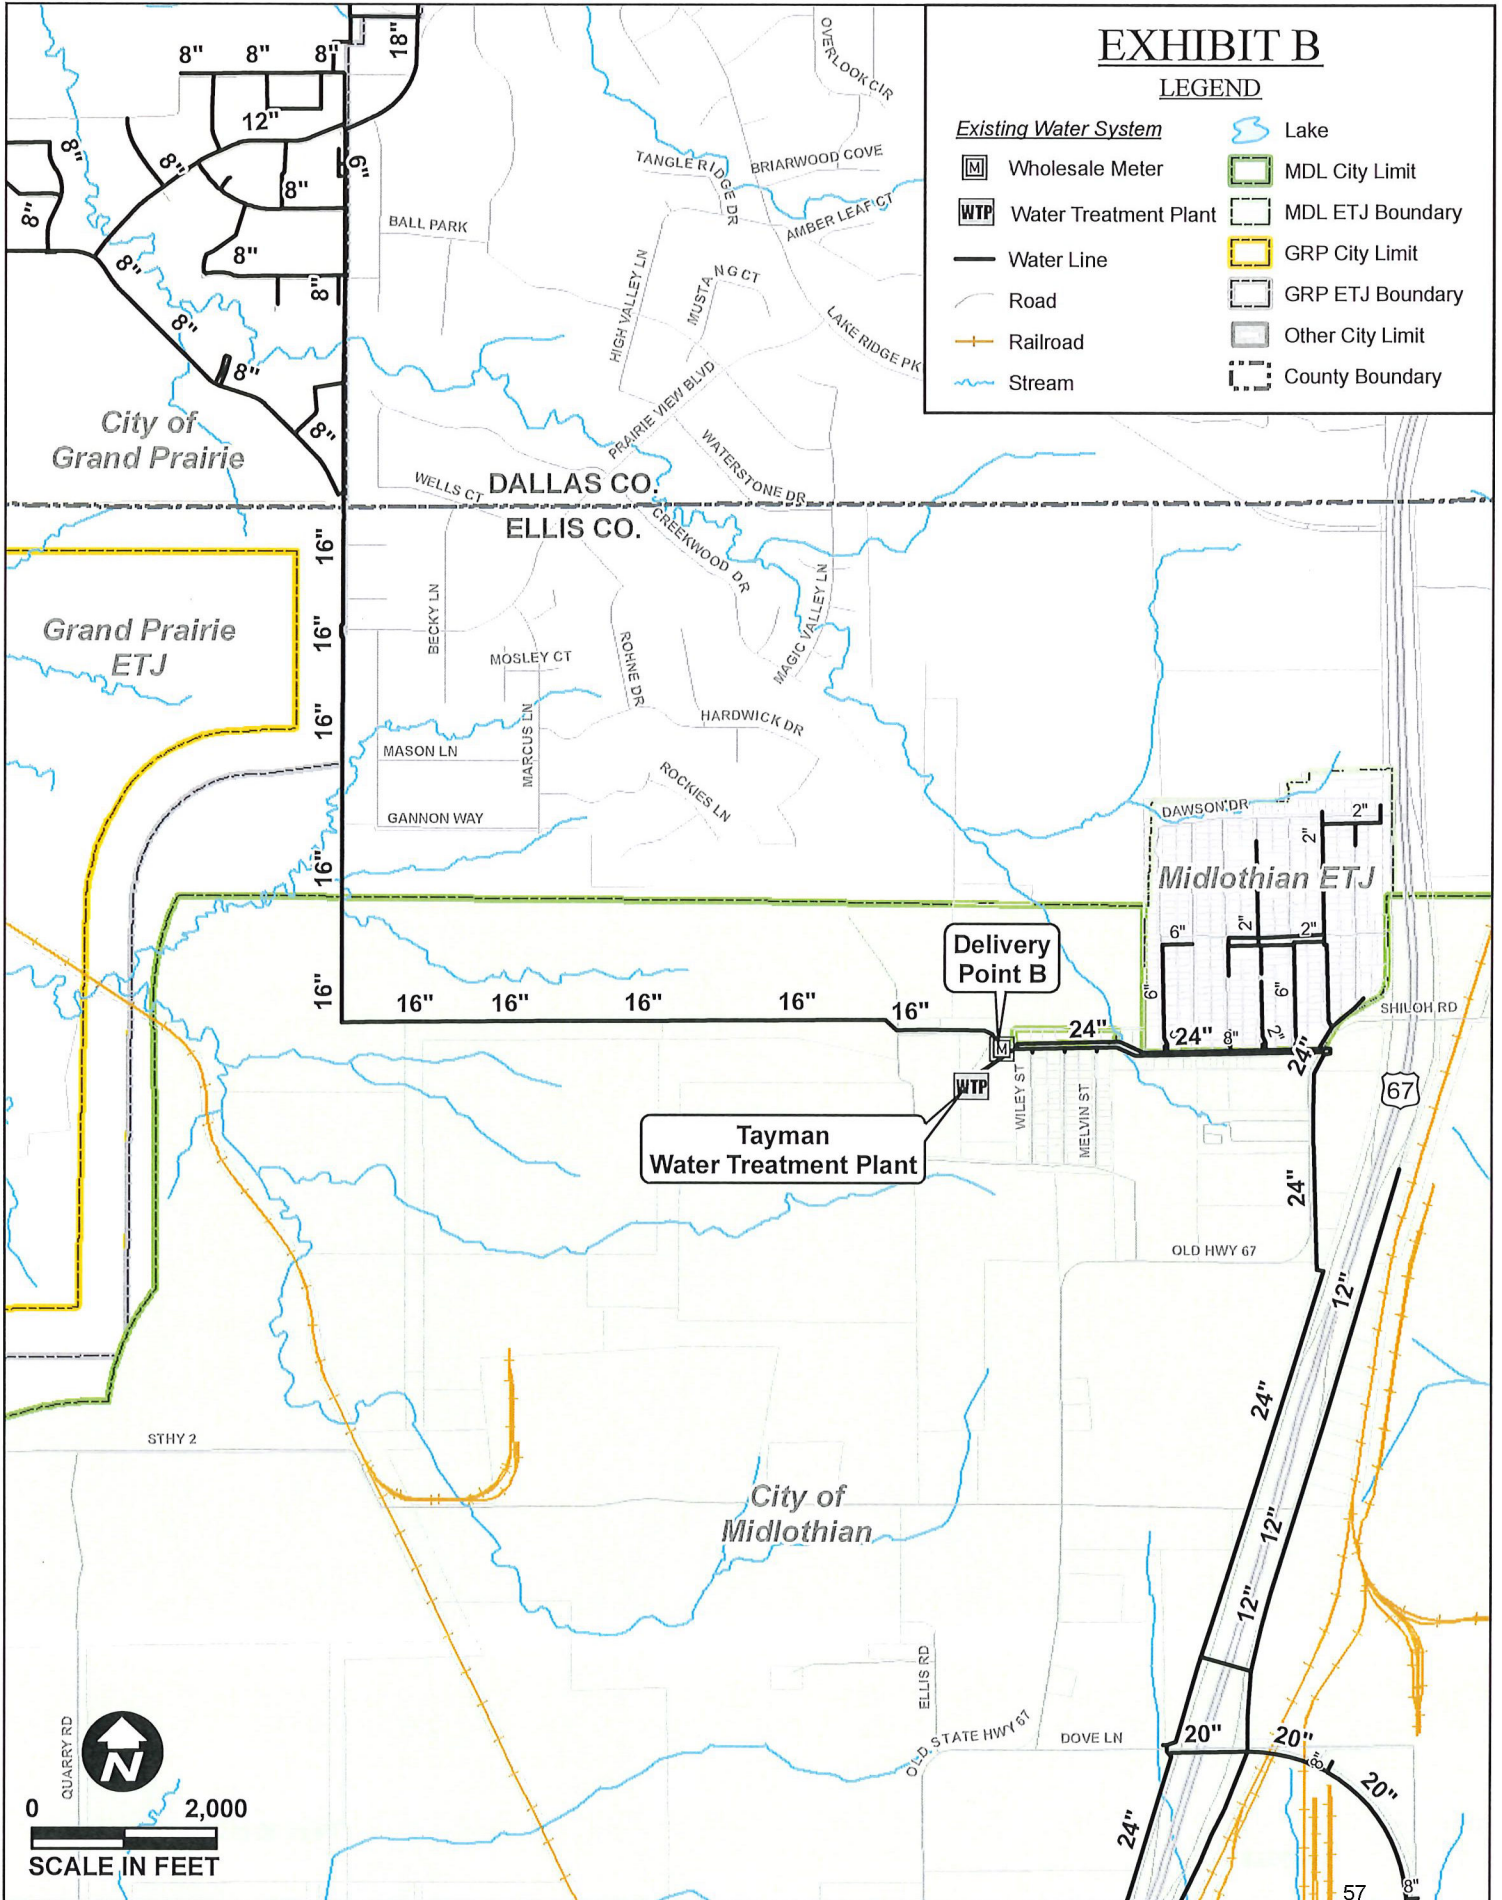 EXHIBIT B
LEGEND
Existing Water System
M Wholesale Meter
WTP Water Treatment Plant
Water Line
Road
Railroad
Stream
Lake
MDL City Limit
MDL ETJ Boundary
GRP City Limit
GRP ETJ Boundary
Other City Limit
County Boundary
8" 8" 8" 18"
OVERLOOK CIR
12"
8" 8" 6"
8" 8"
TANGLE RIDGE DR
BRIARWOOD COVE
AMBER LEAF CT
BALL PARK
8" 8"
8"
HIGH VALLEY LN
MUSTA NG CT
LAKE RIDGE PK
8"
8"
8"
PRAIRIE VIEW BLVD
WATERSTONE DR
City of
Grand Prairie
WELLS CT
DALLAS CO.
ELLIS CO.
CREEKWOOD DR
16"
Grand Prairie
ETJ
16"
BECKY LN
MOSLEY CT
ROHNE DR
MAGIC VALLEY LN
16"
MARCUS LN
HARDWICK DR
MASON LN
ROCKIES LN
GANNON WAY
DAWSON DR
2"
2"
16"
Midlothian ETJ
6" 2" 2"
Delivery
Point B
16"
16" 16" 16" 16" 16"
6" 6"
SHILOH RD
24" 24" 8" 2" 24"
M
WTP
WILEY ST
MELVIN ST
67
Tayman
Water Treatment Plant
24"
OLD HWY 67
12"
24"
STHY 2
City of
Midlothian
12"
12"
ELLIS RD
OLD STATE HWY 67
DOVE LN
20" 20"
8"
20"
QUARRY RD
N
0 2,000
SCALE IN FEET
24"
8"
57